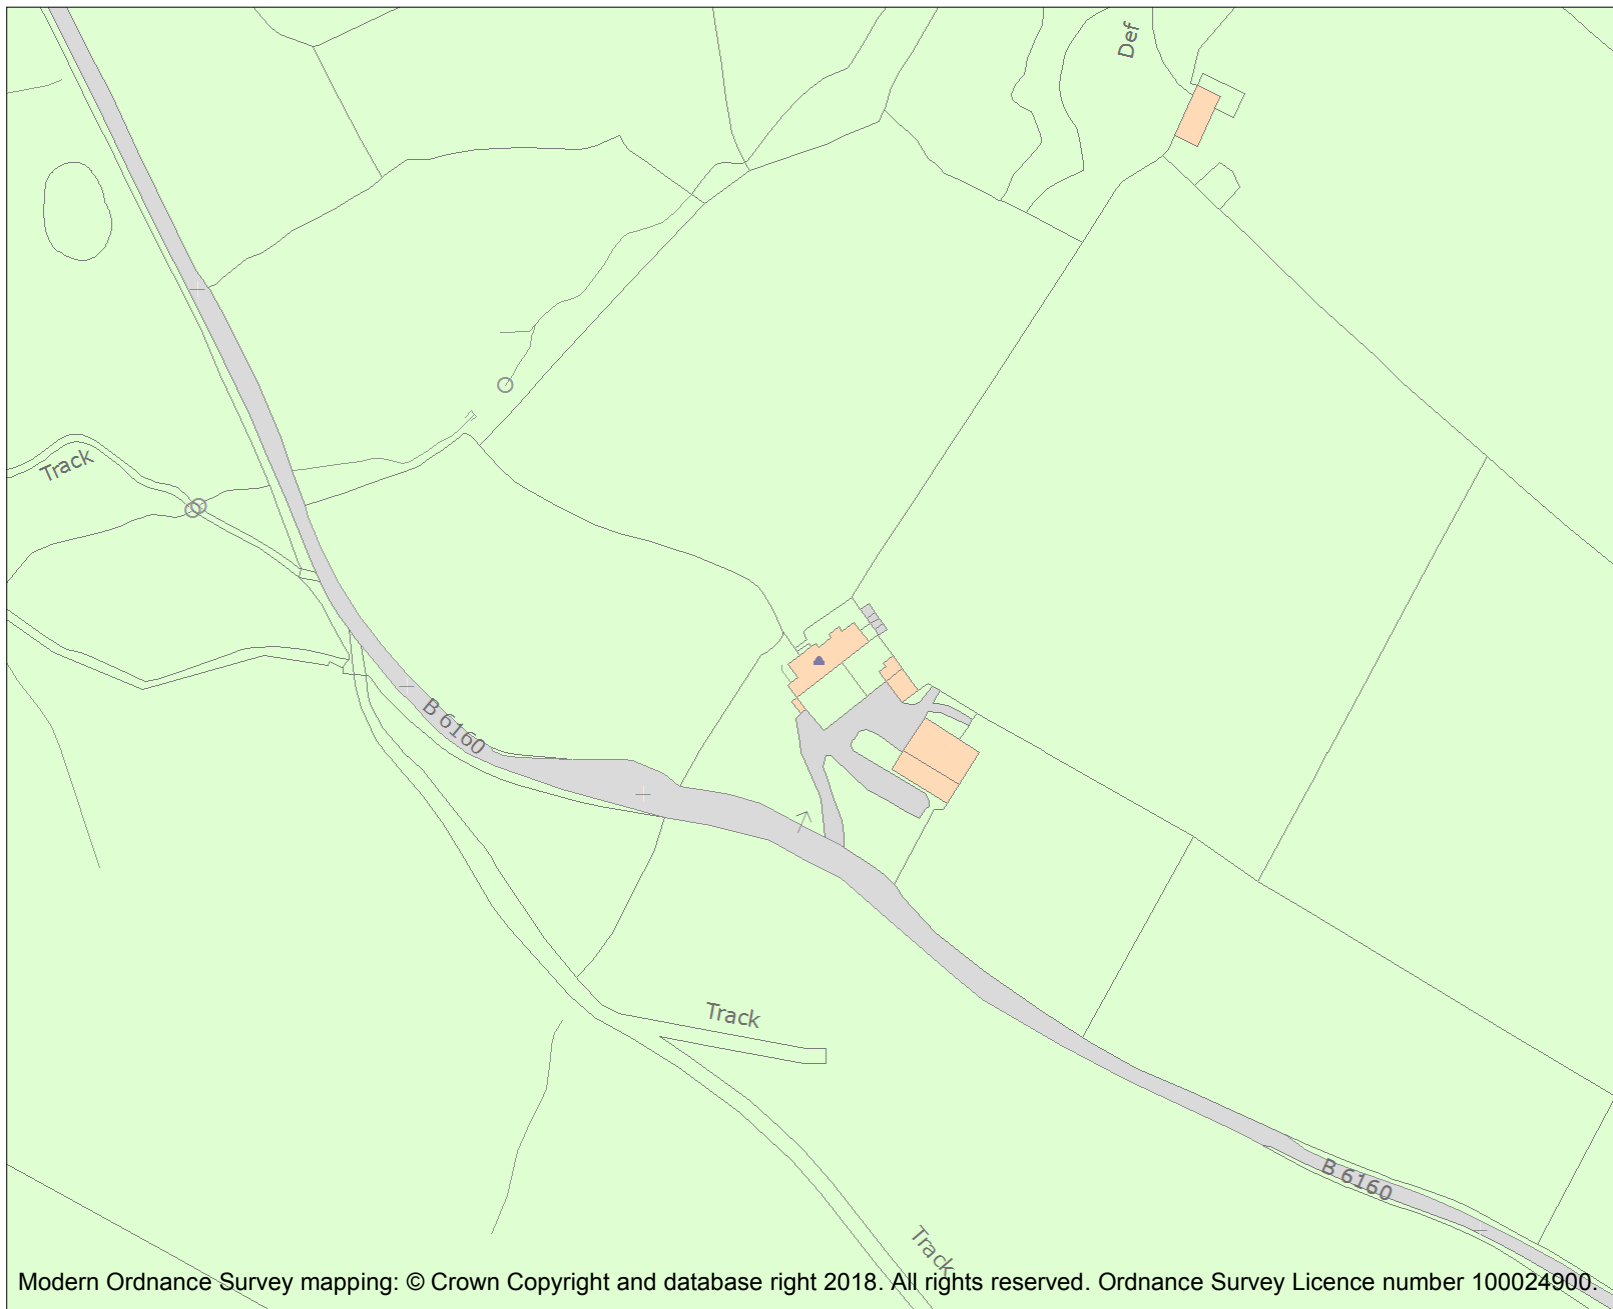 Def
Track
B 6160
Track
B 6160
Track
Modern Ordnance Survey mapping: © Crown Copyright and database right 2018. All rights reserved. Ordnance Survey Licence number 100024900.